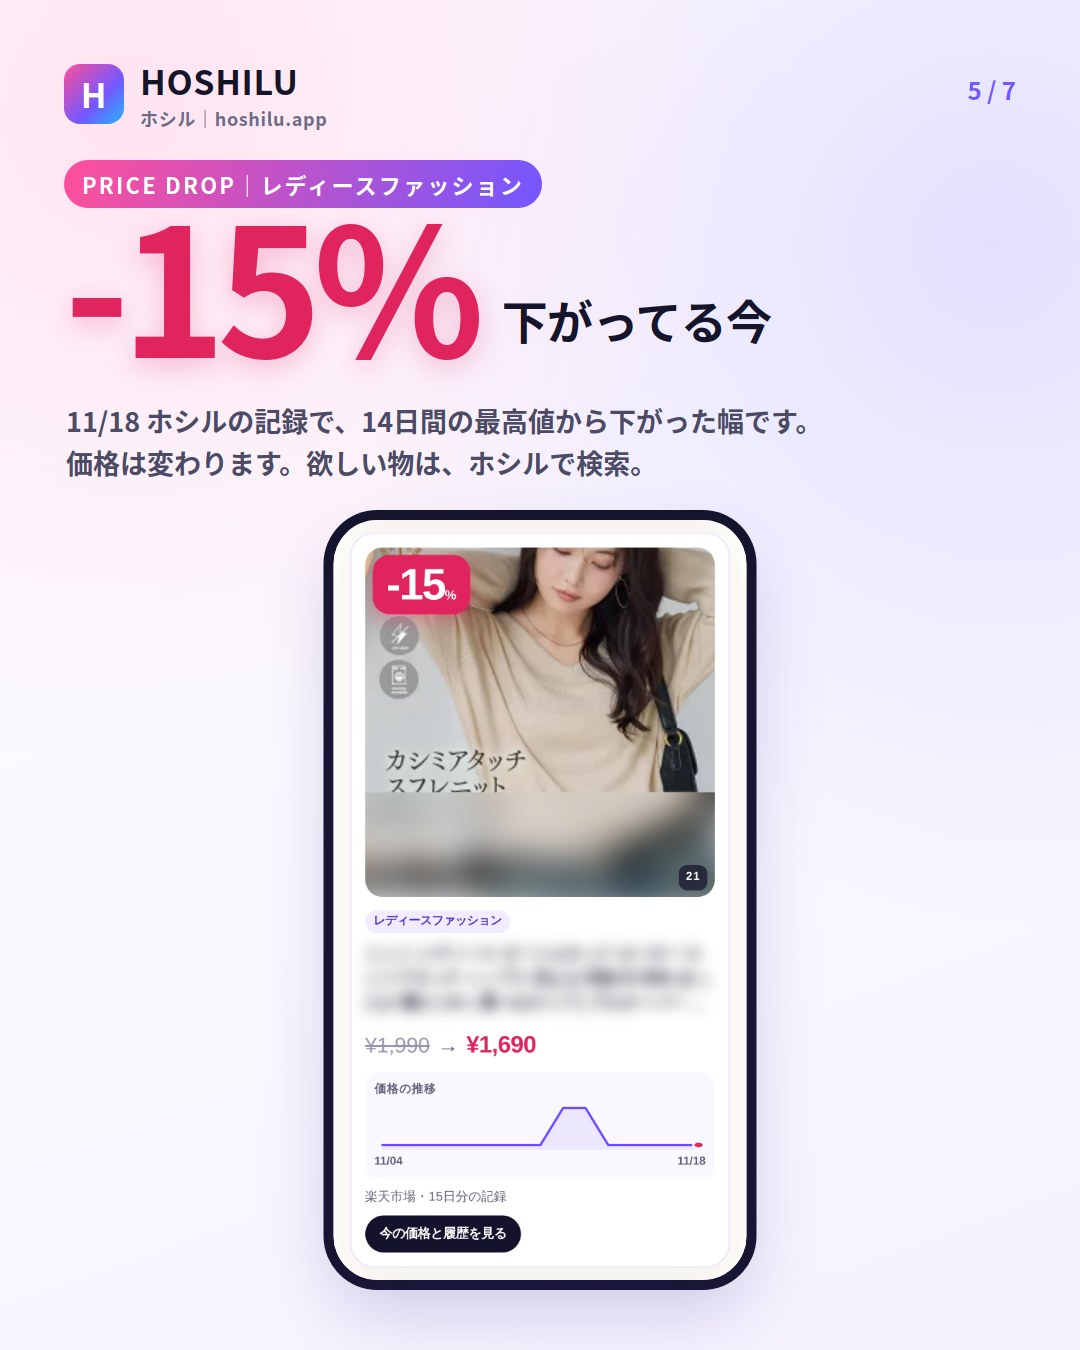 H
HOSHILU
ホシル｜hoshilu.app
5 / 7
PRICE DROP｜レディースファッション
-15% 下がってる今
11/18 ホシルの記録で、14日間の最高値から下がった幅です。
価格は変わります。欲しい物は、ホシルで検索。
-15%
カシミアタッチ
スフレニット
21
レディースファッション
¥1,990 → ¥1,690
価格の推移
11/04 11/18
楽天市場・15日分の記録
今の価格と履歴を見る